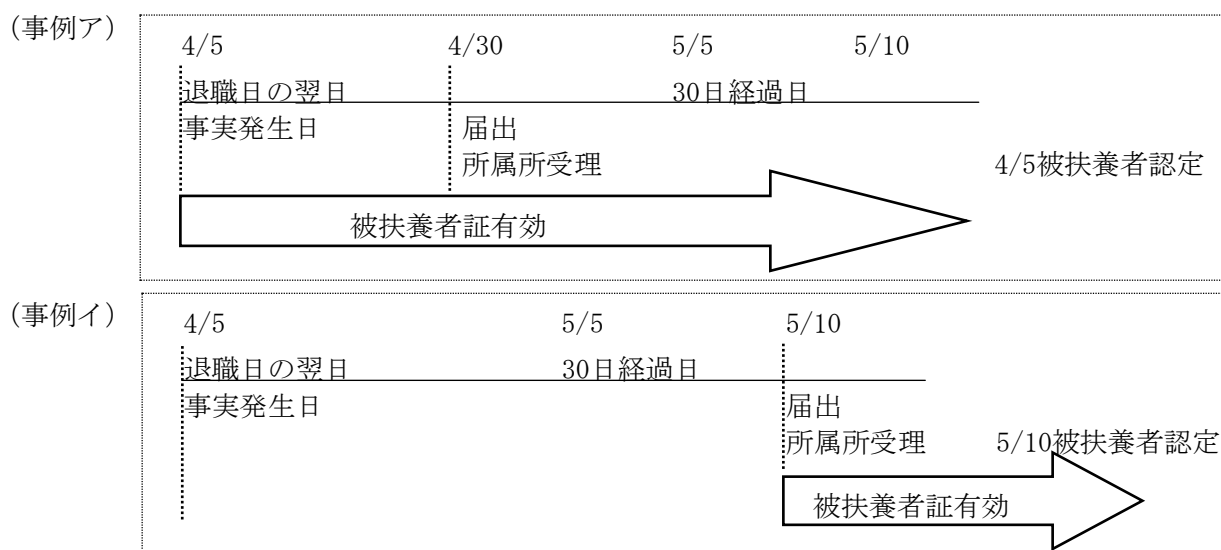 (事例ア)
4/5 4/30 5/5 5/10
退職日の翌日 30日経過日
事実発生日 届出
所属所受理 4/5被扶養者認定
被扶養者証有効
(事例イ)
4/5 5/5 5/10
退職日の翌日 30日経過日
事実発生日 届出
所属所受理 5/10被扶養者認定
被扶養者証有効